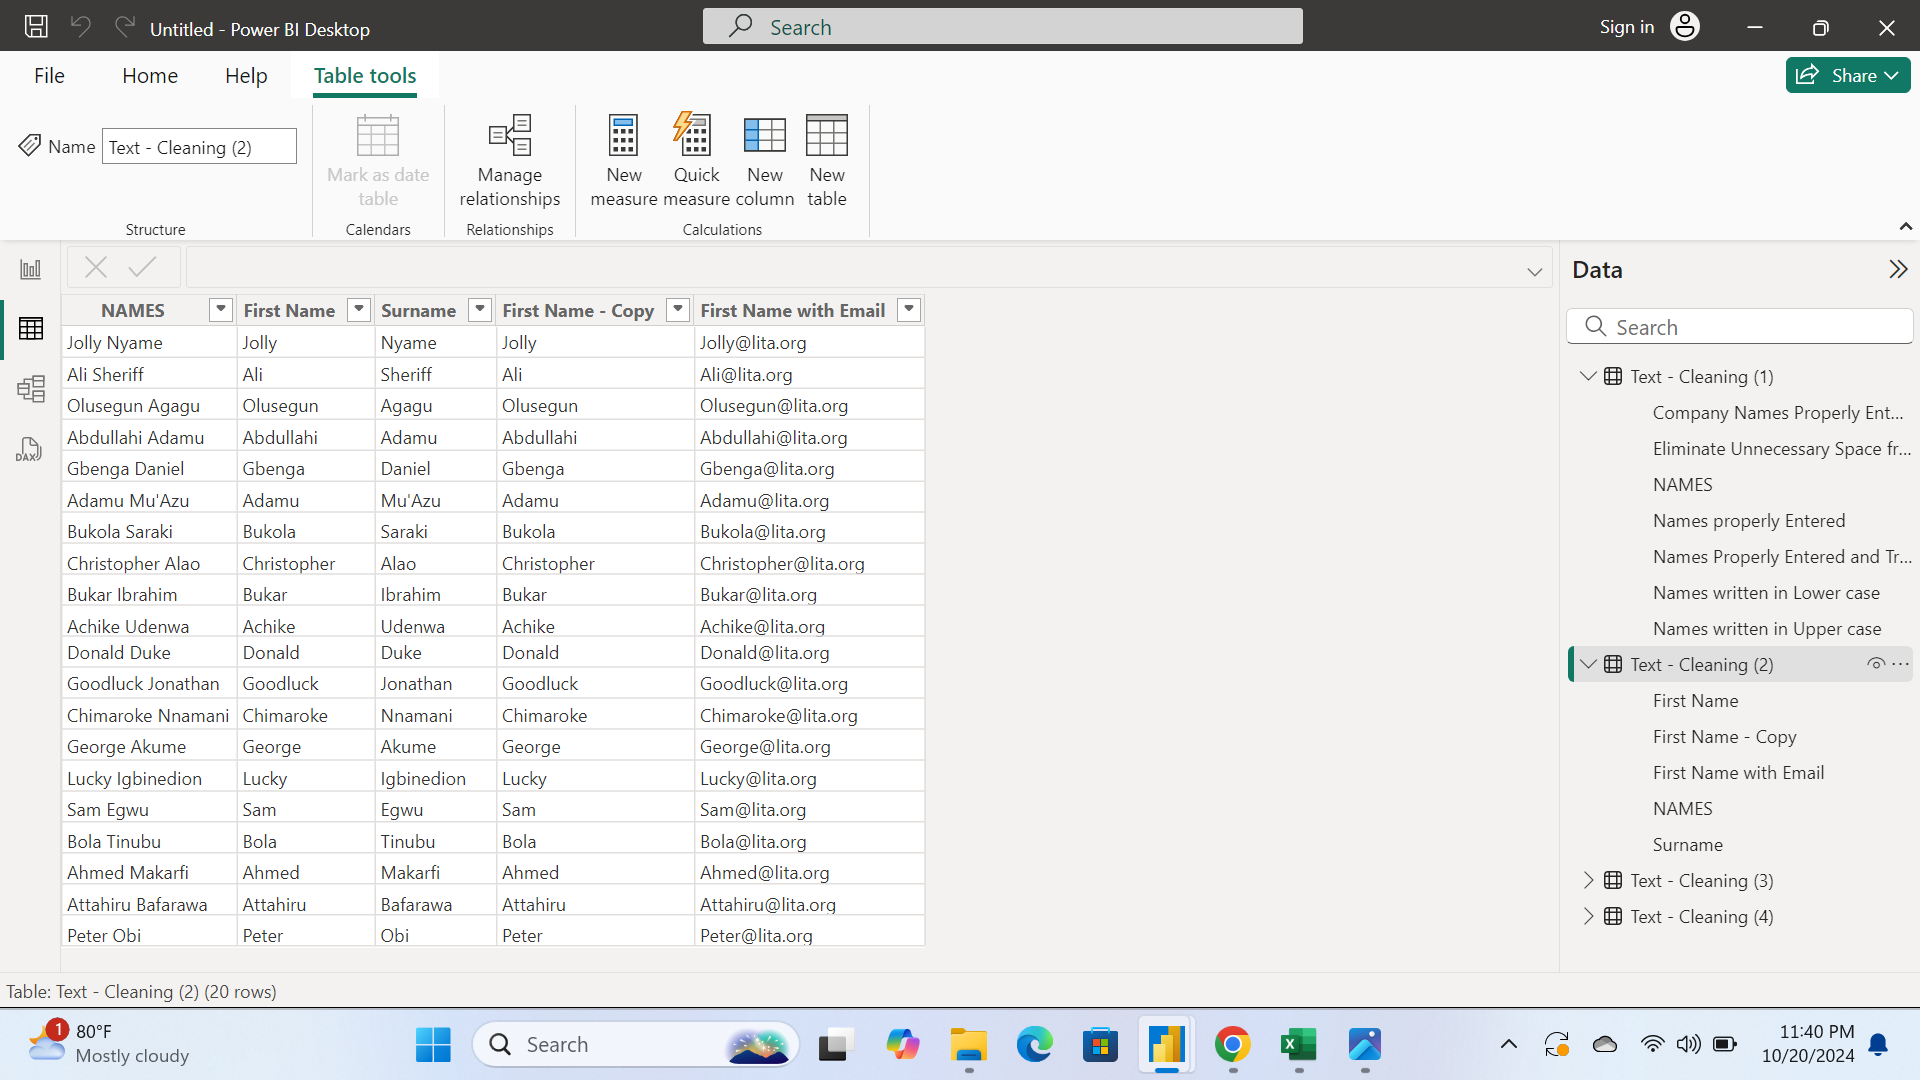 Untitled - Power BI Desktop
Search
Sign in
File Home Help Table tools
Share
Name Text - Cleaning (2)
Mark as date table
Manage relationships
New measure
Quick measure
New column
New table
Structure Calendars Relationships Calculations
NAMES First Name Surname First Name - Copy First Name with Email
Jolly Nyame Jolly Nyame Jolly Jolly@lita.org
Ali Sheriff Ali Sheriff Ali Ali@lita.org
Olusegun Agagu Olusegun Agagu Olusegun Olusegun@lita.org
Abdullahi Adamu Abdullahi Adamu Abdullahi Abdullahi@lita.org
Gbenga Daniel Gbenga Daniel Gbenga Gbenga@lita.org
Adamu Mu'Azu Adamu Mu'Azu Adamu Adamu@lita.org
Bukola Saraki Bukola Saraki Bukola Bukola@lita.org
Christopher Alao Christopher Alao Christopher Christopher@lita.org
Bukar Ibrahim Bukar Ibrahim Bukar Bukar@lita.org
Achike Udenwa Achike Udenwa Achike Achike@lita.org
Donald Duke Donald Duke Donald Donald@lita.org
Goodluck Jonathan Goodluck Jonathan Goodluck Goodluck@lita.org
Chimaroke Nnamani Chimaroke Nnamani Chimaroke Chimaroke@lita.org
George Akume George Akume George George@lita.org
Lucky Igbinedion Lucky Igbinedion Lucky Lucky@lita.org
Sam Egwu Sam Egwu Sam Sam@lita.org
Bola Tinubu Bola Tinubu Bola Bola@lita.org
Ahmed Makarfi Ahmed Makarfi Ahmed Ahmed@lita.org
Attahiru Bafarawa Attahiru Bafarawa Attahiru Attahiru@lita.org
Peter Obi Peter Obi Peter Peter@lita.org
Data
Search
Text - Cleaning (1)
Company Names Properly Ent...
Eliminate Unnecessary Space fr...
NAMES
Names properly Entered
Names Properly Entered and Tr...
Names written in Lower case
Names written in Upper case
Text - Cleaning (2)
First Name
First Name - Copy
First Name with Email
NAMES
Surname
Text - Cleaning (3)
Text - Cleaning (4)
DAX
Table: Text - Cleaning (2) (20 rows)
1
80°F
Mostly cloudy
Search
X
11:40 PM
10/20/2024